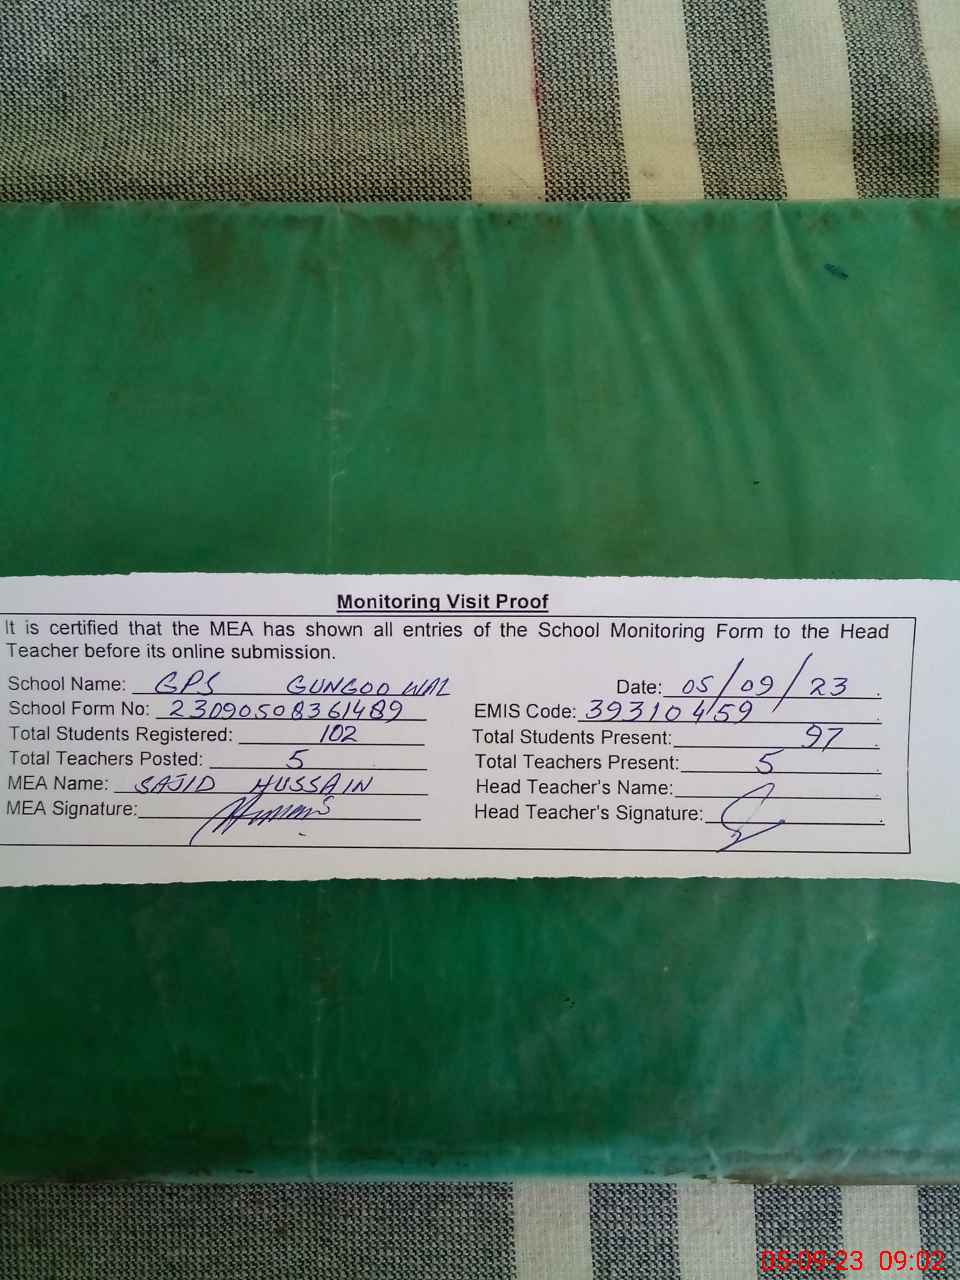 Monitoring Visit Proof
It is certified that the MEA has shown all entries of the School Monitoring Form to the Head
Teacher before its online submission.
School Name: GPS GUNGOO WAL Date: 05/09/23
School Form No: 23090508361489 EMIS Code: 39310459
Total Students Registered: 102 Total Students Present: 97
Total Teachers Posted: 5 Total Teachers Present: 5
MEA Name: SAJID HUSSAIN Head Teacher's Name:
MEA Signature: Head Teacher's Signature:
05-09-23 09:02